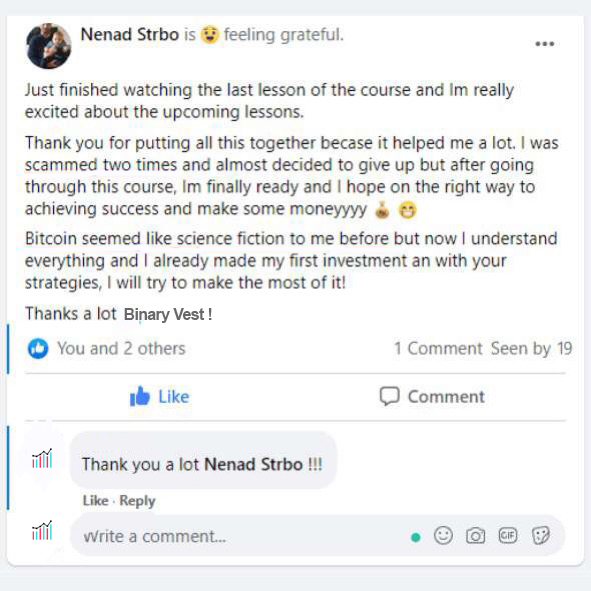 Nenad Strbo is 😲 feeling grateful.
Just finished watching the last lesson of the course and Im really
excited about the upcoming lessons.
Thank you for putting all this together becase it helped me a lot. I was
scammed two times and almost decided to give up but after going
through this course, Im finally ready and I hope on the right way to
achieving success and make some moneyyyy 💰 😁
Bitcoin seemed like science fiction to me before but now I understand
everything and I already made my first investment an with your
strategies, I will try to make the most of it!
Thanks a lot Binary Vest !
You and 2 others 1 Comment Seen by 19
Like Comment
Thank you a lot Nenad Strbo !!!
Like · Reply
Write a comment...
GIF